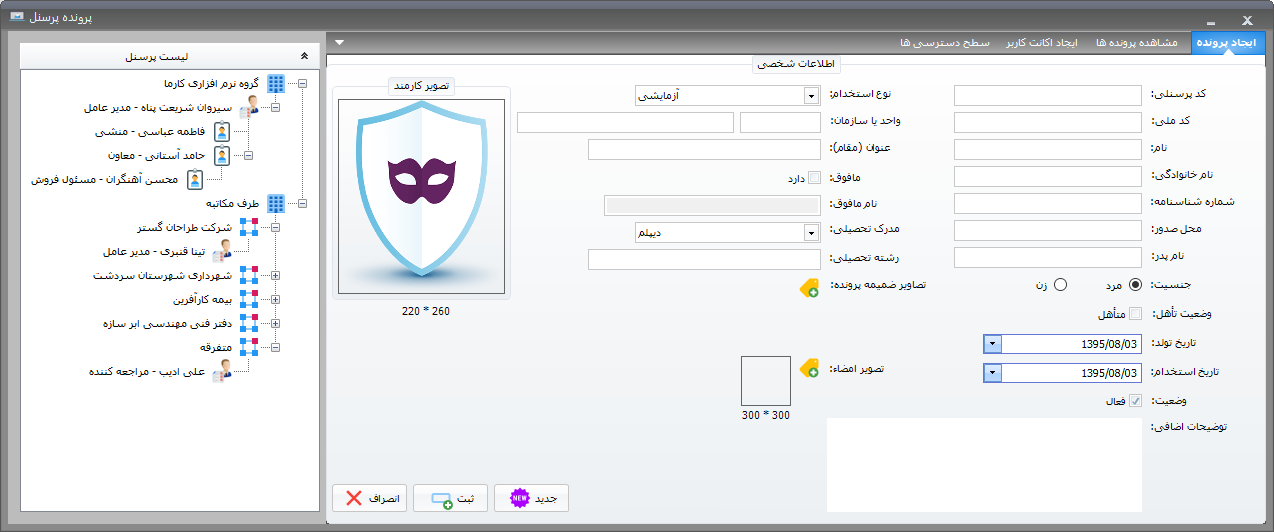 پرونده پرسنل
ایجاد پرونده
مشاهده پرونده ها
ایجاد اکانت کاربر
سطح دسترسی ها
اطلاعات شخصی
کد پرسنلی:
کد ملی:
نام:
نام خانوادگی:
شماره شناسنامه:
محل صدور:
نام پدر:
جنسیت:
مرد
زن
وضعیت تأهل:
متأهل
تاریخ تولد:
1395/08/03
تاریخ استخدام:
1395/08/03
وضعیت:
فعال
توضیحات اضافی:
نوع استخدام:
آزمایشی
واحد یا سازمان:
عنوان (مقام):
مافوق:
دارد
نام مافوق:
مدرک تحصیلی:
دیپلم
رشته تحصیلی:
تصاویر ضمیمه پرونده:
تصویر امضاء:
300 * 300
تصویر کارمند
220 * 260
جدید
NEW
ثبت
انصراف
لیست پرسنل
گروه نرم افزاری کارما
سیروان شریعت پناه - مدیر عامل
فاطمه عباسی - منشی
حامد آستانی - معاون
محسن آهنگران - مسئول فروش
طرف مکاتبه
شرکت طراحان گستر
تینا قنبری - مدیر عامل
شهرداری شهرستان سردشت
بیمه کارآفرین
دفتر فنی مهندسی ابر سازه
متفرقه
علی ادیب - مراجعه کننده